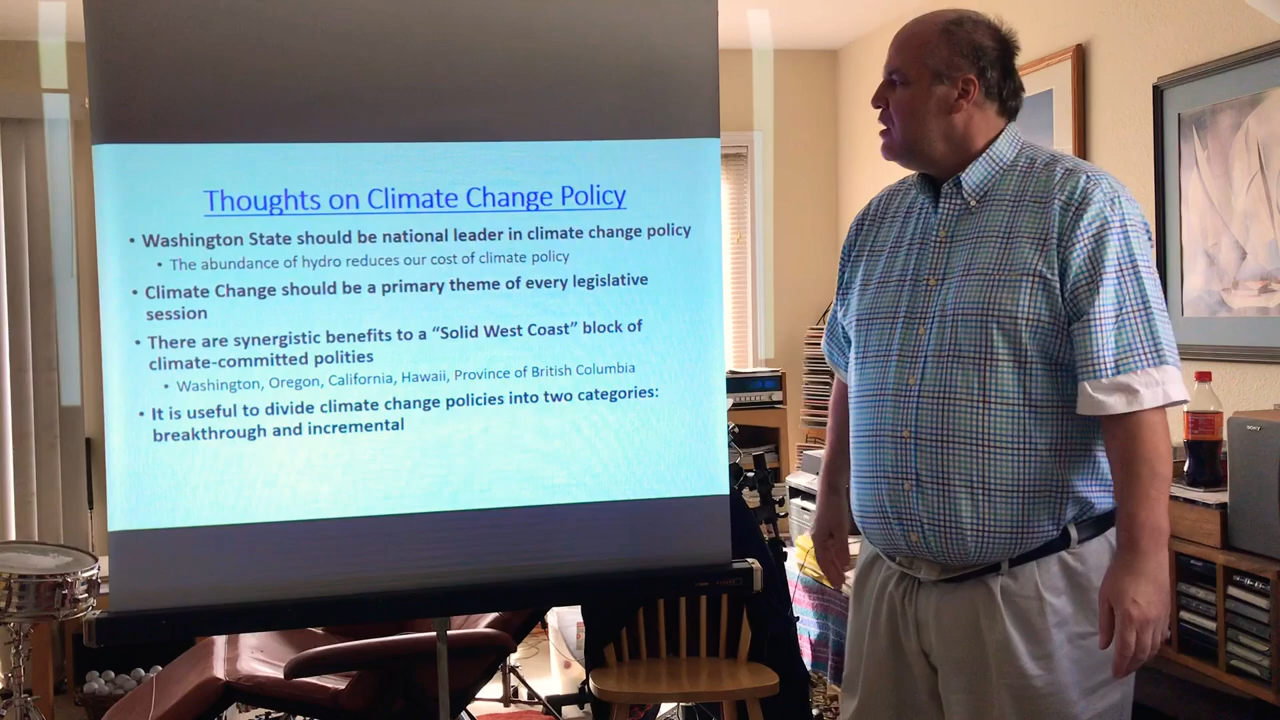 Thoughts on Climate Change Policy
• Washington State should be national leader in climate change policy
• The abundance of hydro reduces our cost of climate policy
• Climate Change should be a primary theme of every legislative
session
• There are synergistic benefits to a “Solid West Coast” block of
climate-committed polities
• Washington, Oregon, California, Hawaii, Province of British Columbia
• It is useful to divide climate change policies into two categories:
breakthrough and incremental
SONY